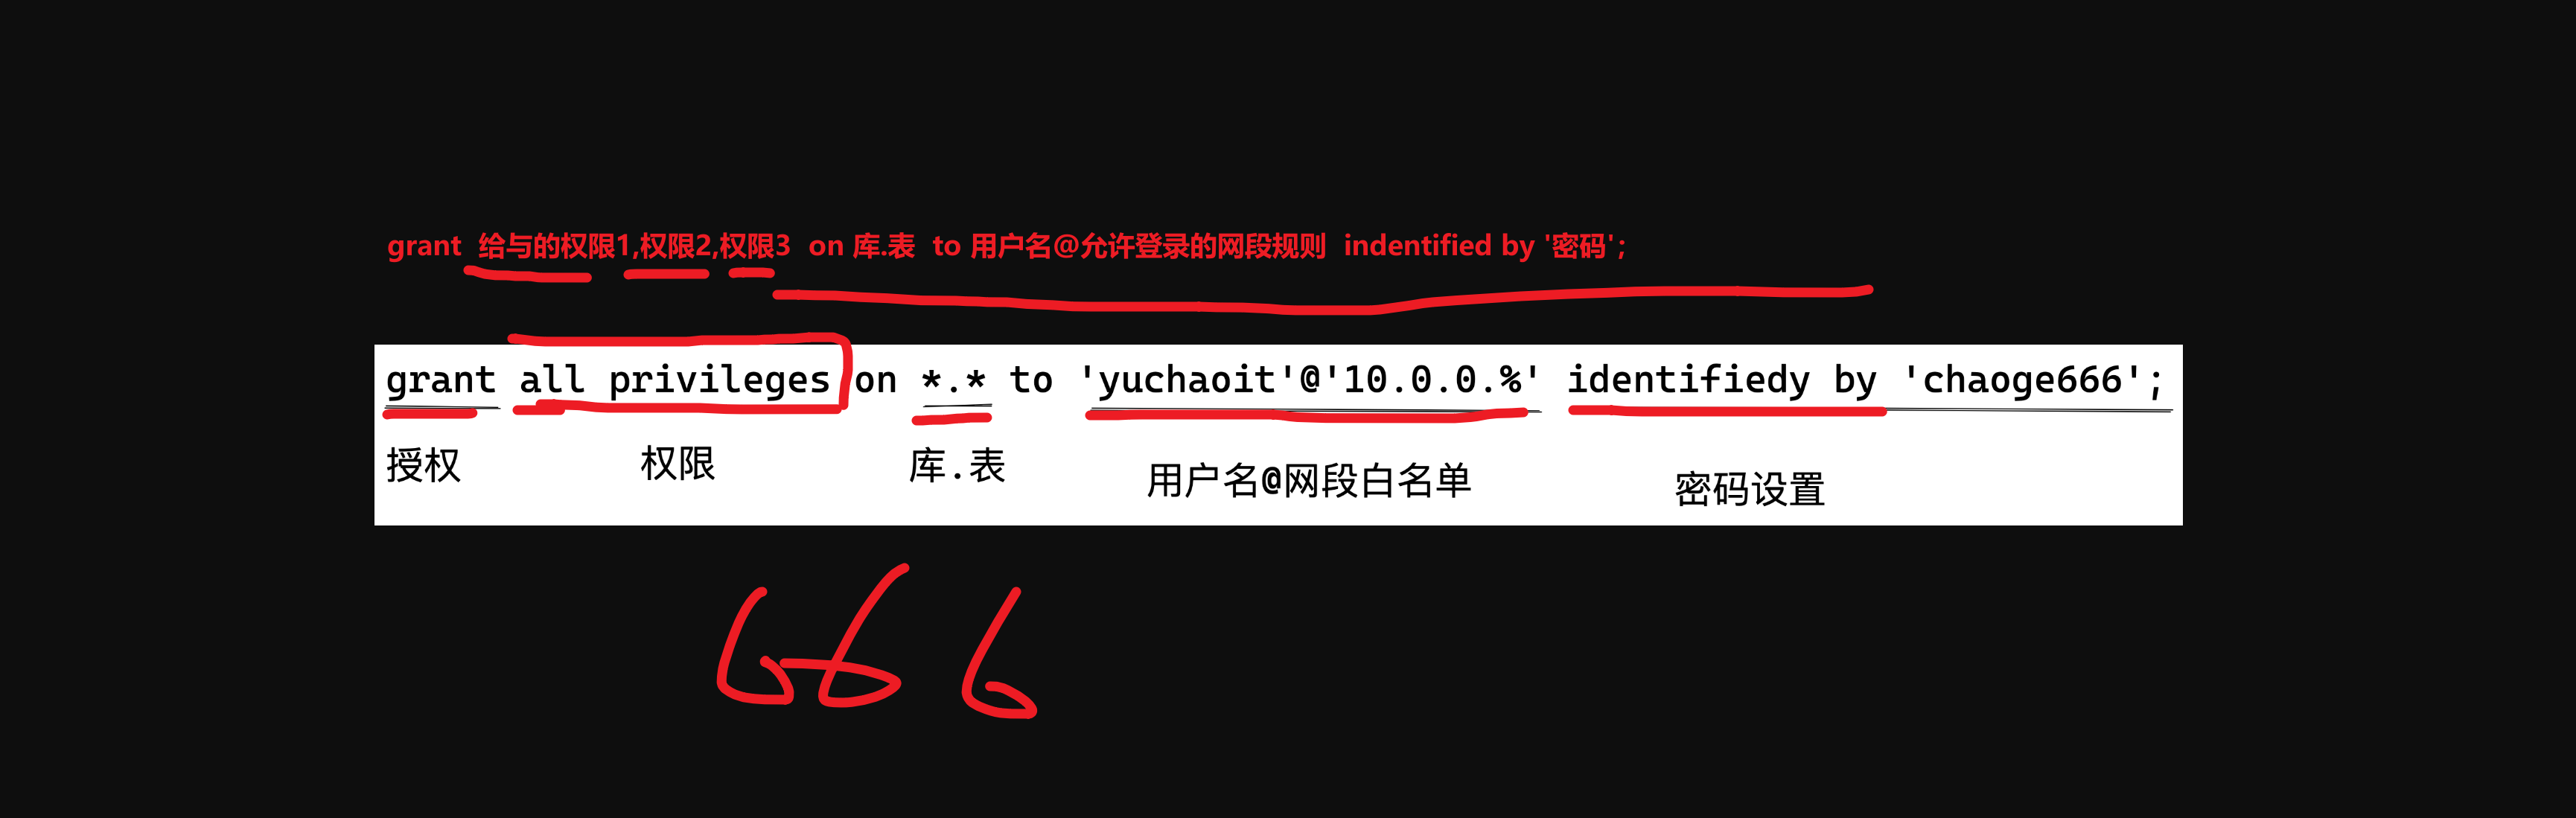 grant 给与的权限1,权限2,权限3 on 库.表 to 用户名@允许登录的网段规则 indentified by '密码';
grant all privileges on *.* to 'yuchaoit'@'10.0.0.%' identifiedy by 'chaoge666';
授权 权限 库.表 用户名@网段白名单 密码设置
666